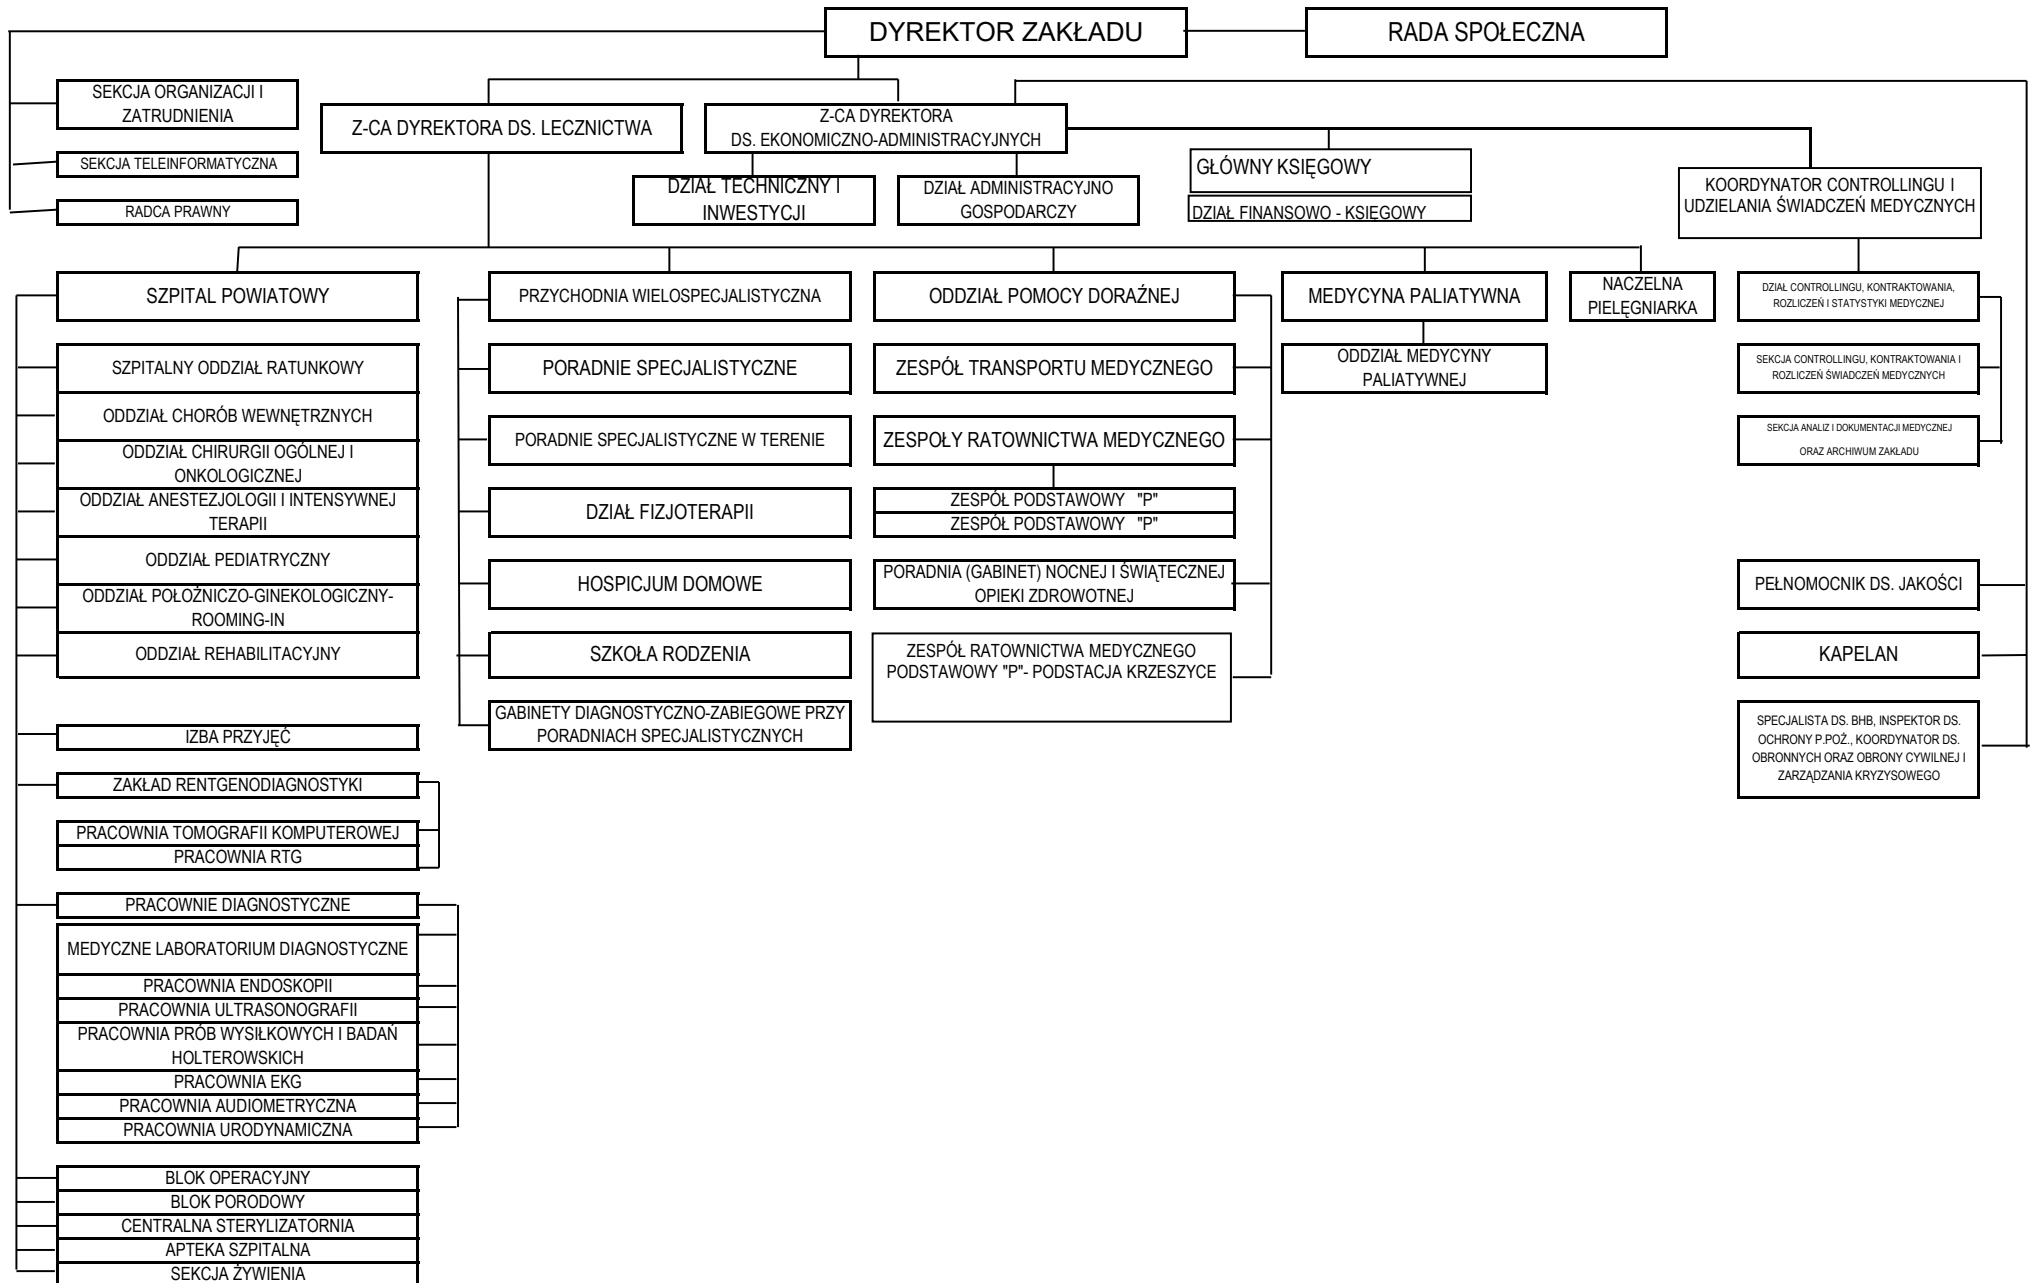 DYREKTOR ZAKŁADU
RADA SPOŁECZNA
SEKCJA ORGANIZACJI I
ZATRUDNIENIA
SEKCJA TELEINFORMATYCZNA
RADCA PRAWNY
Z-CA DYREKTORA DS. LECZNICTWA
Z-CA DYREKTORA
DS. EKONOMICZNO-ADMINISTRACYJNYCH
DZIAŁ TECHNICZNY I
INWESTYCJI
DZIAŁ ADMINISTRACYJNO
GOSPODARCZY
GŁÓWNY KSIĘGOWY
DZIAŁ FINANSOWO - KSIĘGOWY
KOORDYNATOR CONTROLLINGU I
UDZIELANIA ŚWIADCZEŃ MEDYCZNYCH
SZPITAL POWIATOWY
SZPITALNY ODDZIAŁ RATUNKOWY
ODDZIAŁ CHORÓB WEWNĘTRZNYCH
ODDZIAŁ CHIRURGII OGÓLNEJ I
ONKOLOGICZNEJ
ODDZIAŁ ANESTEZJOLOGII I INTENSYWNEJ
TERAPII
ODDZIAŁ PEDIATRYCZNY
ODDZIAŁ POŁOŻNICZO-GINEKOLOGICZNY-
ROOMING-IN
ODDZIAŁ REHABILITACYJNY
IZBA PRZYJĘĆ
ZAKŁAD RENTGENODIAGNOSTYKI
PRACOWNIA TOMOGRAFII KOMPUTEROWEJ
PRACOWNIA RTG
PRACOWNIE DIAGNOSTYCZNE
MEDYCZNE LABORATORIUM DIAGNOSTYCZNE
PRACOWNIA ENDOSKOPII
PRACOWNIA ULTRASONOGRAFII
PRACOWNIA PRÓB WYSIŁKOWYCH I BADAŃ
HOLTEROWSKICH
PRACOWNIA EKG
PRACOWNIA AUDIOMETRYCZNA
PRACOWNIA URODYNAMICZNA
BLOK OPERACYJNY
BLOK PORODOWY
CENTRALNA STERYLIZATORNIA
APTEKA SZPITALNA
SEKCJA ŻYWIENIA
PRZYCHODNIA WIELOSPECJALISTYCZNA
PORADNIE SPECJALISTYCZNE
PORADNIE SPECJALISTYCZNE W TERENIE
DZIAŁ FIZJOTERAPII
HOSPICJUM DOMOWE
SZKOŁA RODZENIA
GABINETY DIAGNOSTYCZNO-ZABIEGOWE PRZY
PORADNIACH SPECJALISTYCZNYCH
ODDZIAŁ POMOCY DORAŹNEJ
ZESPÓŁ TRANSPORTU MEDYCZNEGO
ZESPOŁY RATOWNICTWA MEDYCZNEGO
ZESPÓŁ PODSTAWOWY "P"
ZESPÓŁ PODSTAWOWY "P"
PORADNIA (GABINET) NOCNEJ I ŚWIĄTECZNEJ
OPIEKI ZDROWOTNEJ
ZESPÓŁ RATOWNICTWA MEDYCZNEGO
PODSTAWOWY "P"- PODSTACJA KRZESZYCE
MEDYCYNA PALIATYWNA
ODDZIAŁ MEDYCYNY
PALIATYWNEJ
NACZELNA
PIELĘGNIARKA
DZIAŁ CONTROLLINGU, KONTRAKTOWANIA,
ROZLICZEŃ I STATYSTYKI MEDYCZNEJ
SEKCJA CONTROLLINGU, KONTRAKTOWANIA I
ROZLICZEŃ ŚWIADCZEŃ MEDYCZNYCH
SEKCJA ANALIZ I DOKUMENTACJI MEDYCZNEJ
ORAZ ARCHIWUM ZAKŁADU
PEŁNOMOCNIK DS. JAKOŚCI
KAPELAN
SPECJALISTA DS. BHB, INSPEKTOR DS.
OCHRONY P.POŻ., KOORDYNATOR DS.
OBRONNYCH ORAZ OBRONY CYWILNEJ I
ZARZĄDZANIA KRYZYSOWEGO